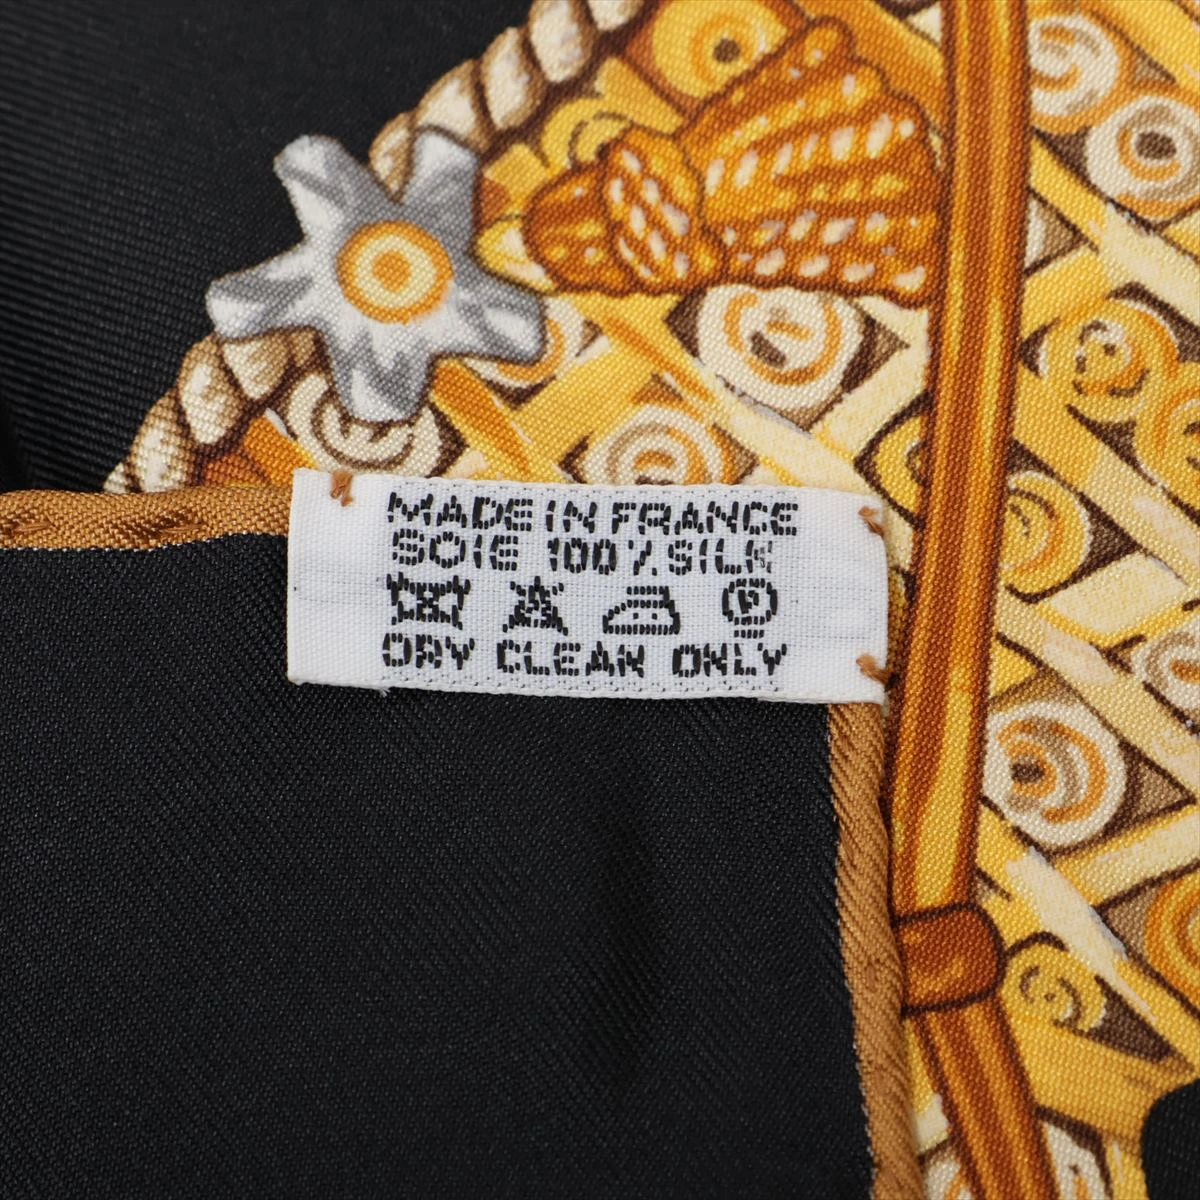 MADE IN FRANCE
SOIE 100% SILK
P
DRY CLEAN ONLY